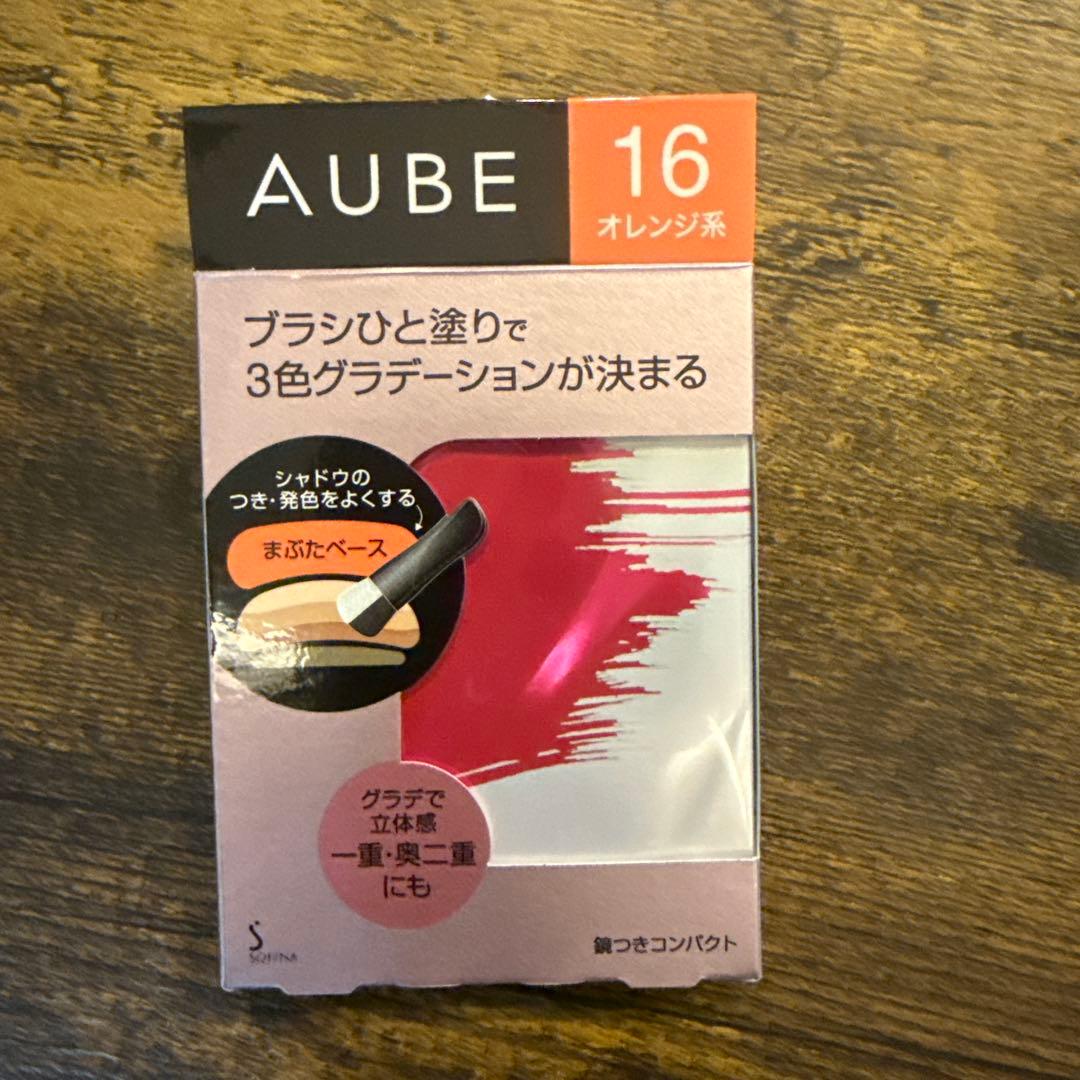 AUBE
16
オレンジ系
ブラシひと塗りで
3色グラデーションが決まる
シャドウの
つき・発色をよくする
まぶたベース
グラデで
立体感
一重・奥二重
にも
S
SOFINA
鏡つきコンパクト